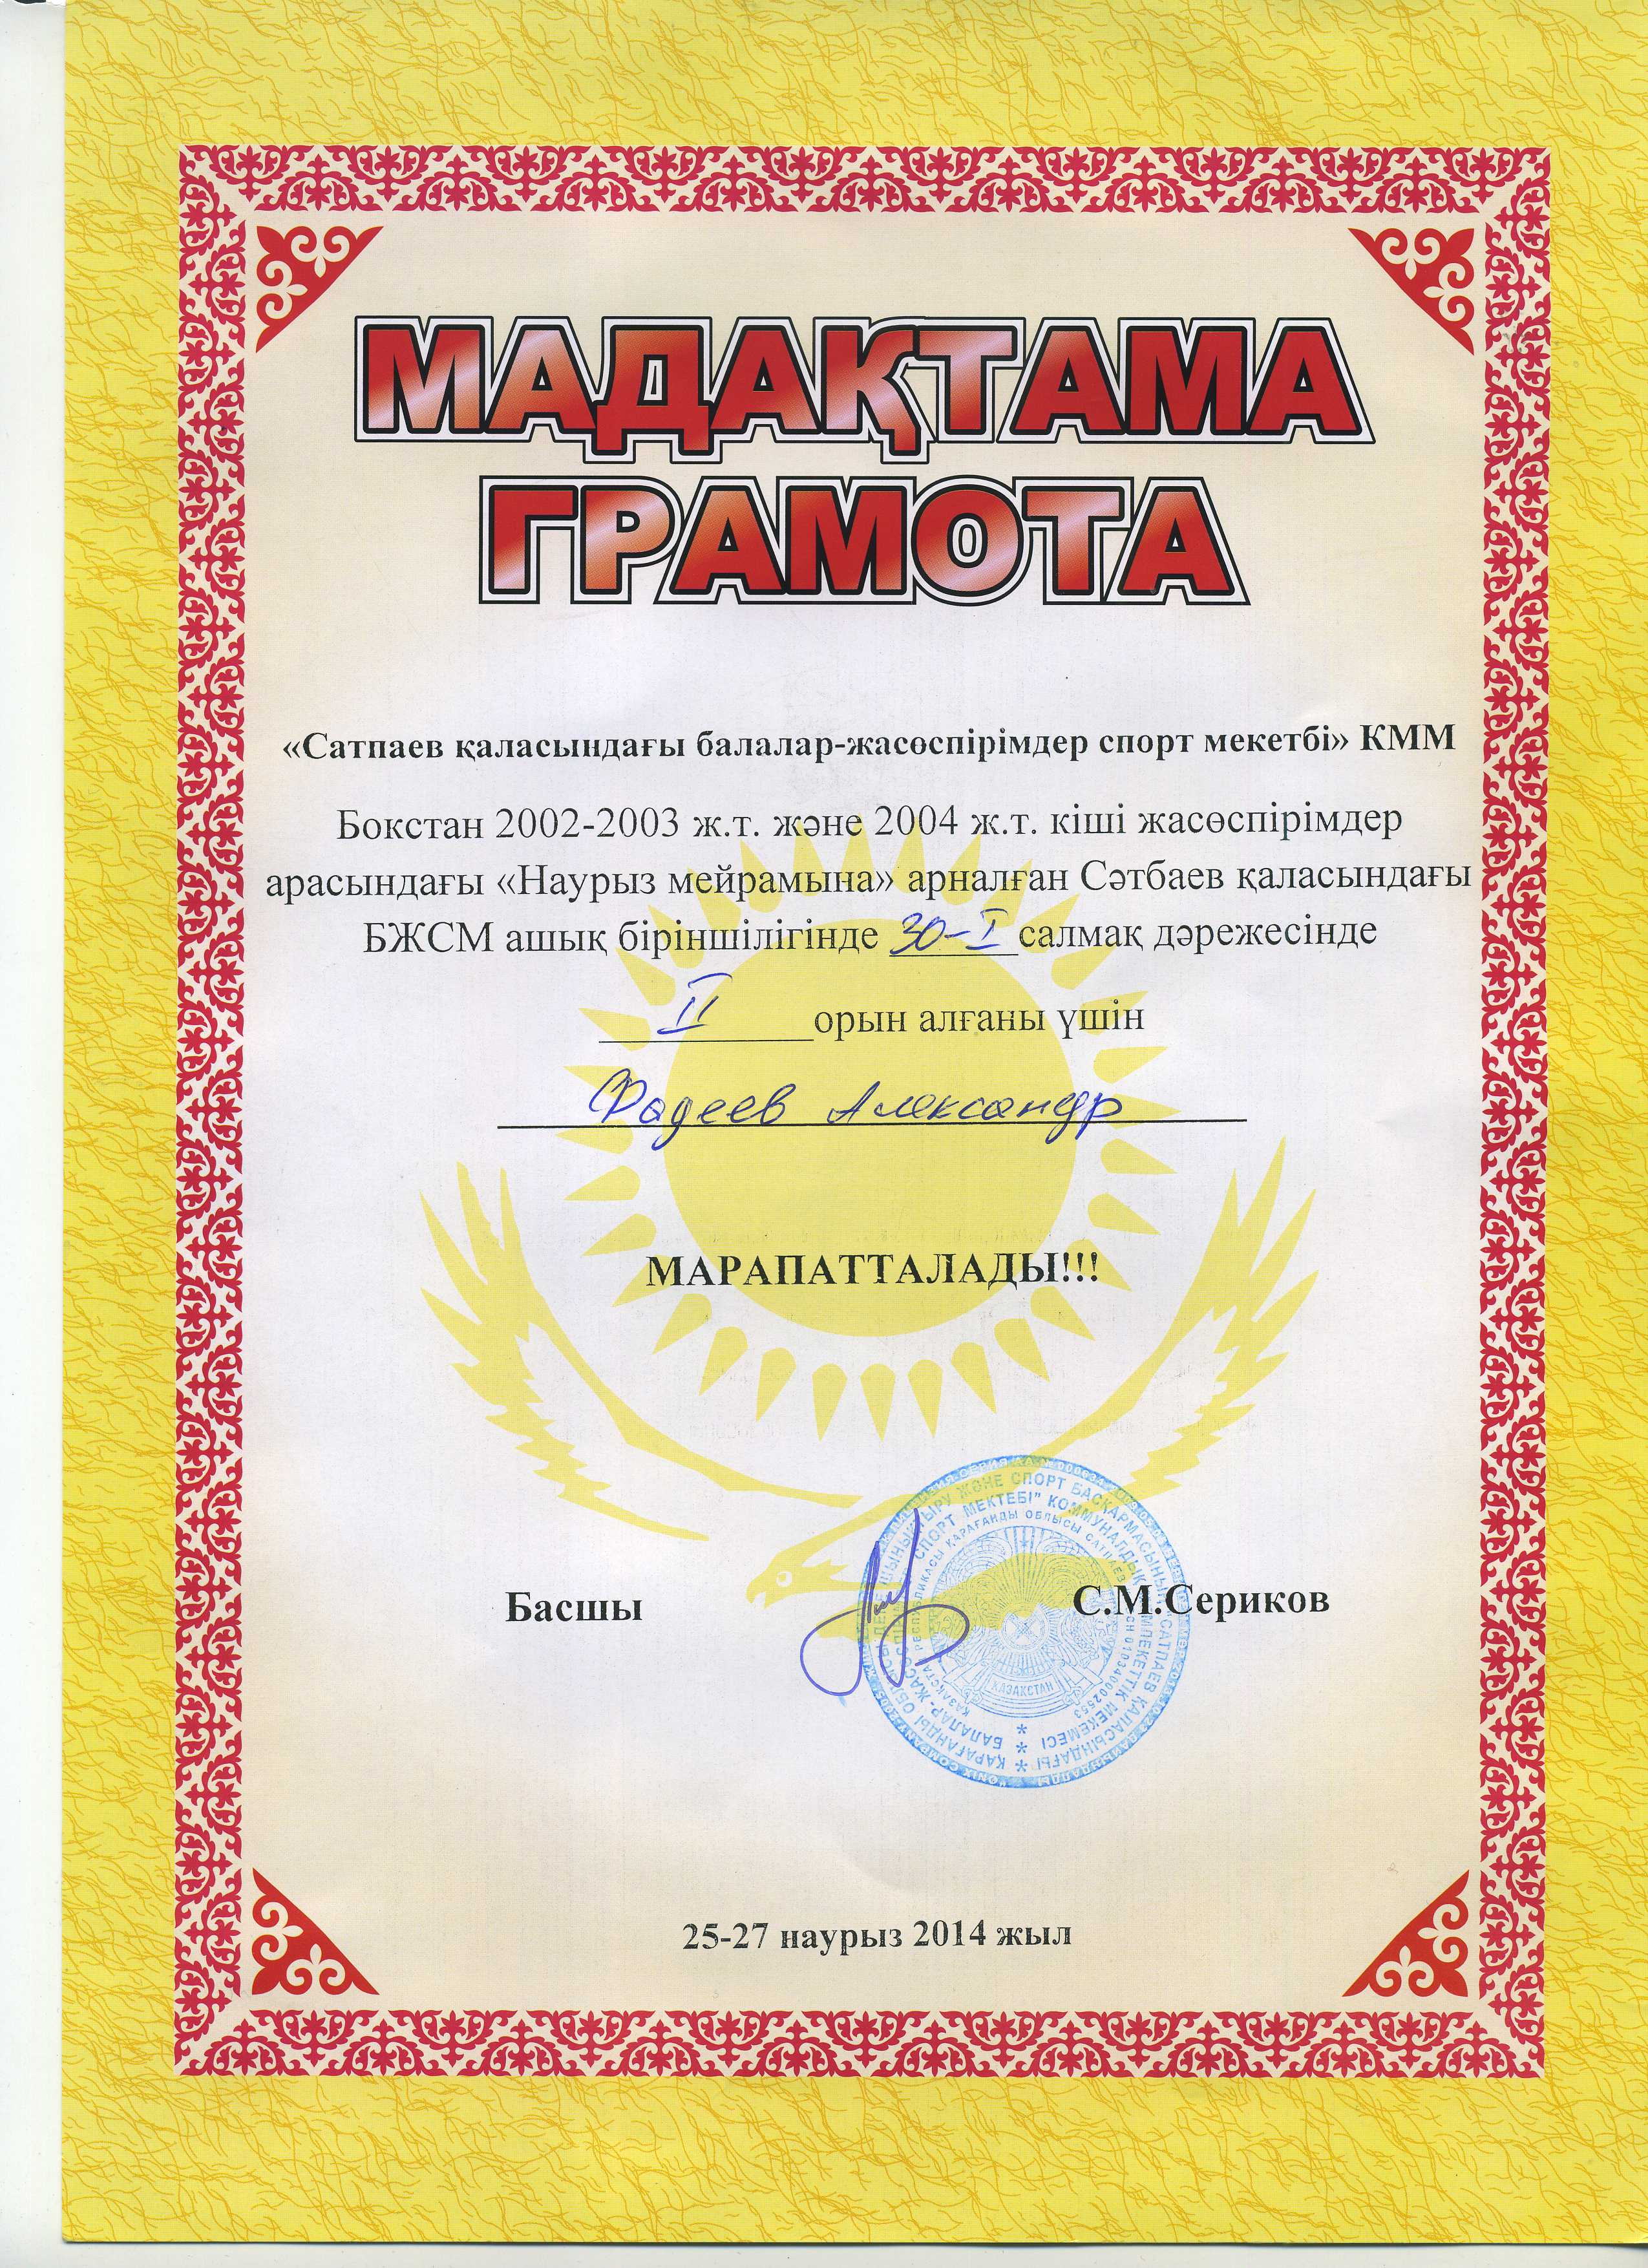 МАДАҚТАМА
ГРАМОТА
«Сатпаев қаласындағы балалар-жасөспірімдер спорт мекетбі» КММ
Бокстан 2002-2003 ж.т. және 2004 ж.т. кіші жасөспірімдер
арасындағы «Наурыз мейрамына» арналған Сәтбаев қаласындағы
БЖСМ ашық біріншілігінде 30-I салмақ дәрежесінде
II орын алғаны үшін
Фадеев Александр
МАРАПАТТАЛАДЫ!!!
Басшы С.М.Сериков
ҚАЗАҚСТАН
25-27 наурыз 2014 жыл